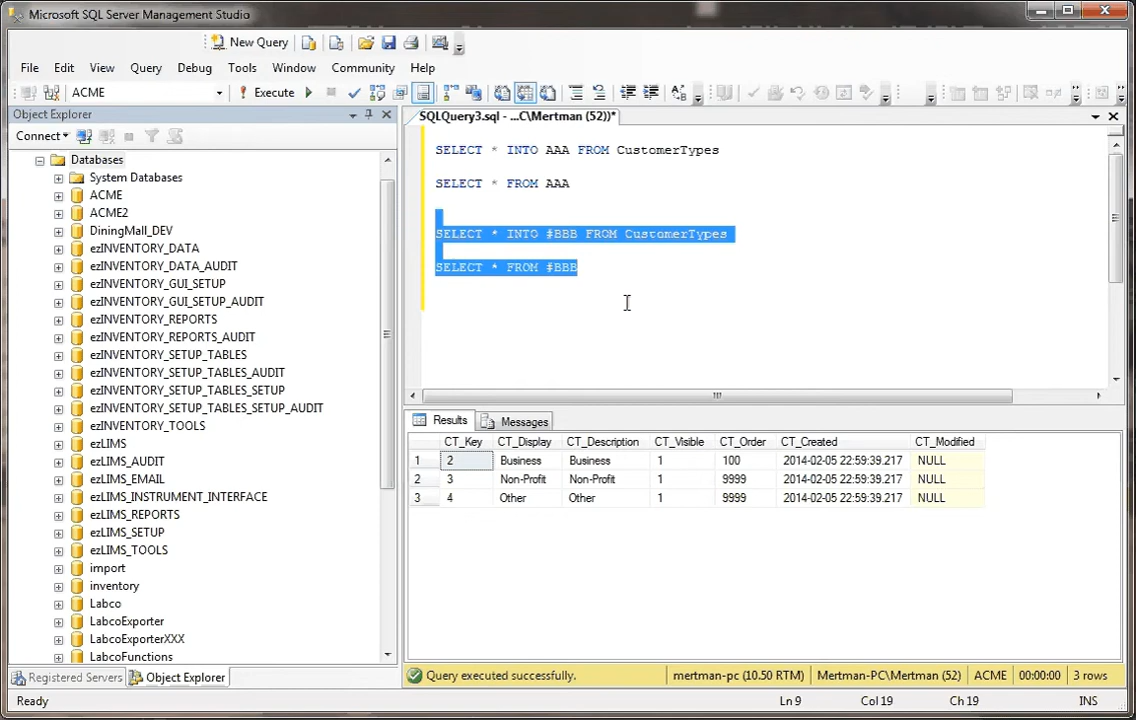 Microsoft SQL Server Management Studio
New Query
File Edit View Query Debug Tools Window Community Help
ACME Execute
Object Explorer
Connect
Databases
System Databases
ACME
ACME2
DiningMall_DEV
ezINVENTORY_DATA
ezINVENTORY_DATA_AUDIT
ezINVENTORY_GUI_SETUP
ezINVENTORY_GUI_SETUP_AUDIT
ezINVENTORY_REPORTS
ezINVENTORY_REPORTS_AUDIT
ezINVENTORY_SETUP_TABLES
ezINVENTORY_SETUP_TABLES_AUDIT
ezINVENTORY_SETUP_TABLES_SETUP
ezINVENTORY_SETUP_TABLES_SETUP_AUDIT
ezINVENTORY_TOOLS
ezLIMS
ezLIMS_AUDIT
ezLIMS_EMAIL
ezLIMS_INSTRUMENT_INTERFACE
ezLIMS_REPORTS
ezLIMS_SETUP
ezLIMS_TOOLS
import
inventory
Labco
LabcoExporter
LabcoExporterXXX
LabcoFunctions
Registered Servers Object Explorer
SQLQuery3.sql - ...C\Mertman (52))*
SELECT * INTO AAA FROM CustomerTypes
SELECT * FROM AAA
SELECT * INTO #BBB FROM CustomerTypes
SELECT * FROM #BBB
Results Messages
CT_Key CT_Display CT_Description CT_Visible CT_Order CT_Created CT_Modified
1 2 Business Business 1 100 2014-02-05 22:59:39.217 NULL
2 3 Non-Profit Non-Profit 1 9999 2014-02-05 22:59:39.217 NULL
3 4 Other Other 1 9999 2014-02-05 22:59:39.217 NULL
Query executed successfully. mertman-pc (10.50 RTM) Mertman-PC\Mertman (52) ACME 00:00:00 3 rows
Ready Ln 9 Col 19 Ch 19 INS